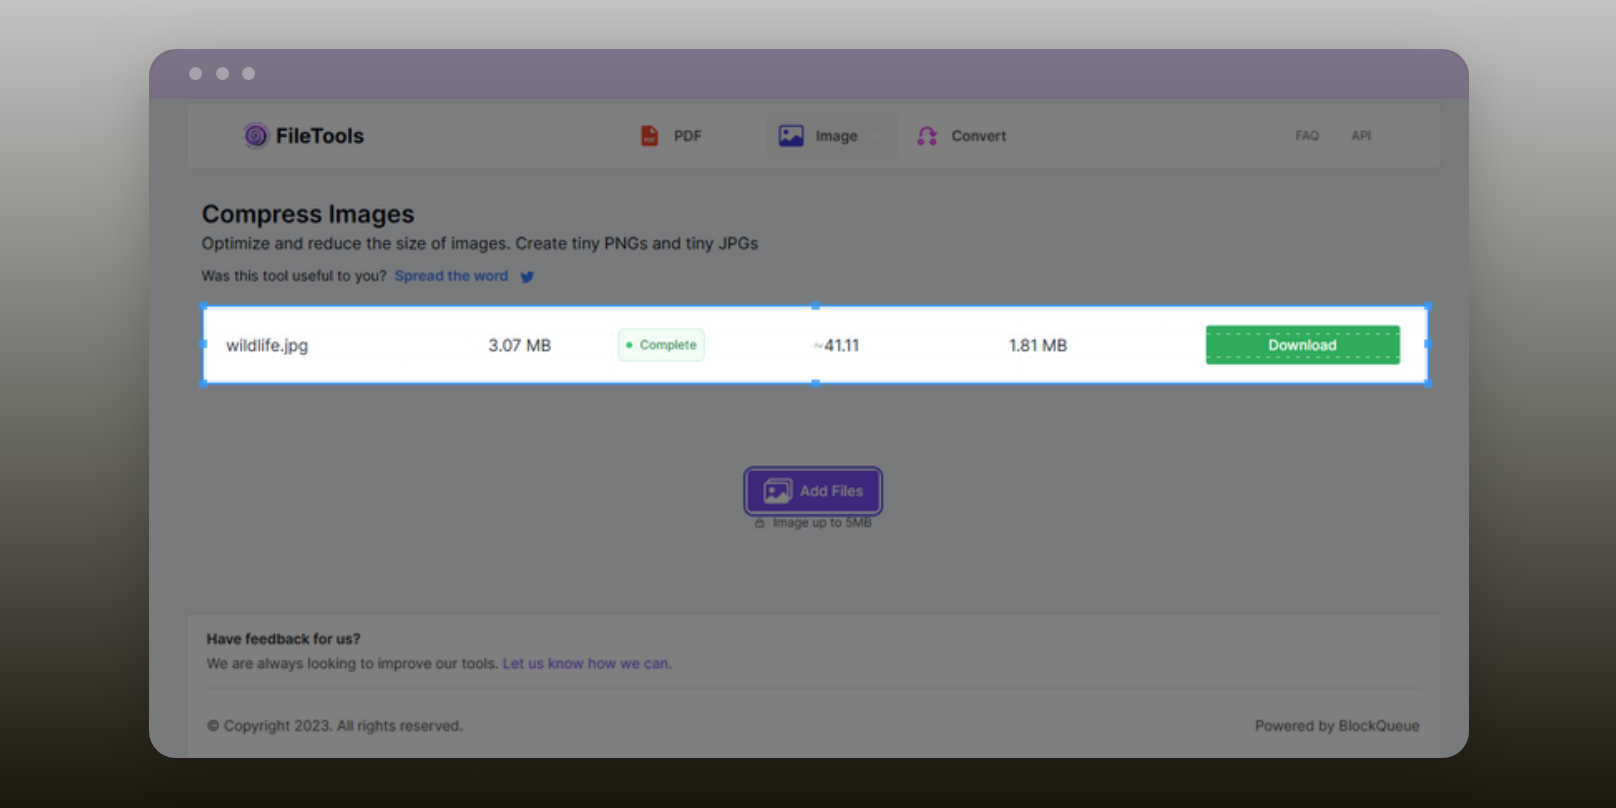 FileTools PDF Image Convert FAQ API
Compress Images
Optimize and reduce the size of images. Create tiny PNGs and tiny JPGs
Was this tool useful to you? Spread the word
wildlife.jpg 3.07 MB Complete ~41.11 1.81 MB Download
Add Files
Image up to 5MB
Have feedback for us?
We are always looking to improve our tools. Let us know how we can.
© Copyright 2023. All rights reserved. Powered by BlockQueue